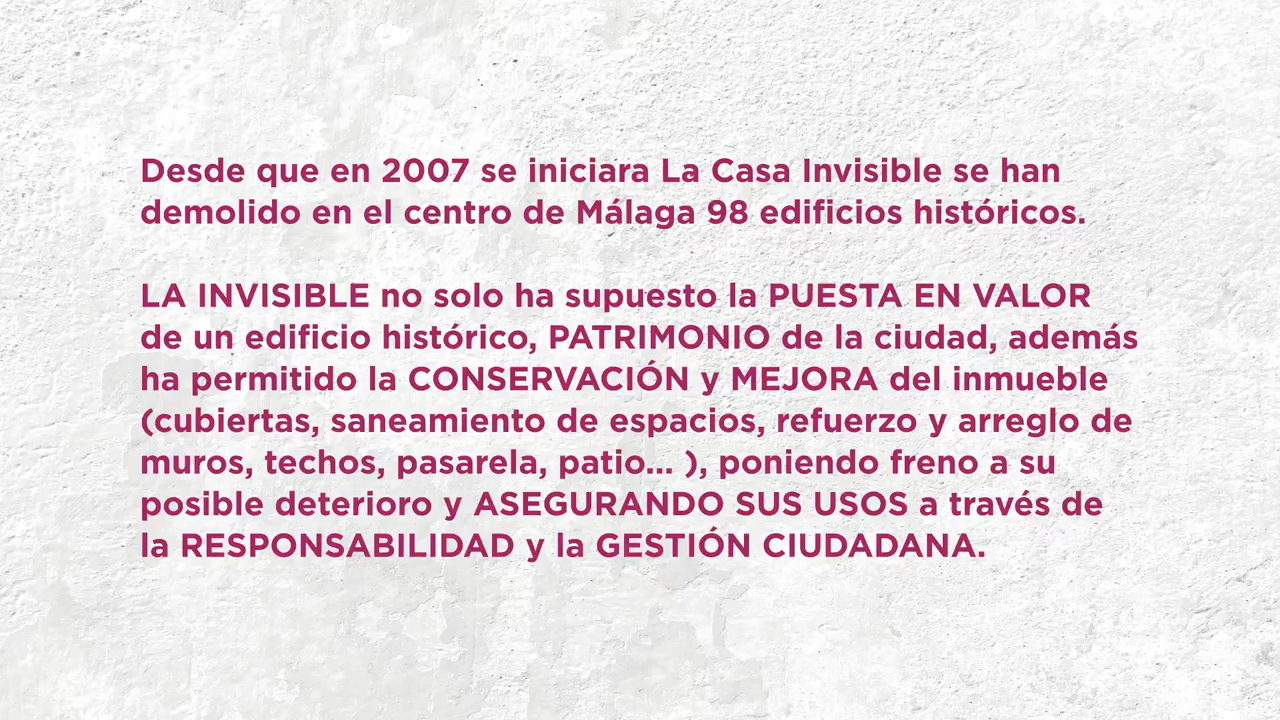 Desde que en 2007 se iniciara La Casa Invisible se han
demolido en el centro de Málaga 98 edificios históricos.
LA INVISIBLE no solo ha supuesto la PUESTA EN VALOR
de un edificio histórico, PATRIMONIO de la ciudad, además
ha permitido la CONSERVACIÓN y MEJORA del inmueble
(cubiertas, saneamiento de espacios, refuerzo y arreglo de
muros, techos, pasarela, patio... ), poniendo freno a su
posible deterioro y ASEGURANDO SUS USOS a través de
la RESPONSABILIDAD y la GESTIÓN CIUDADANA.